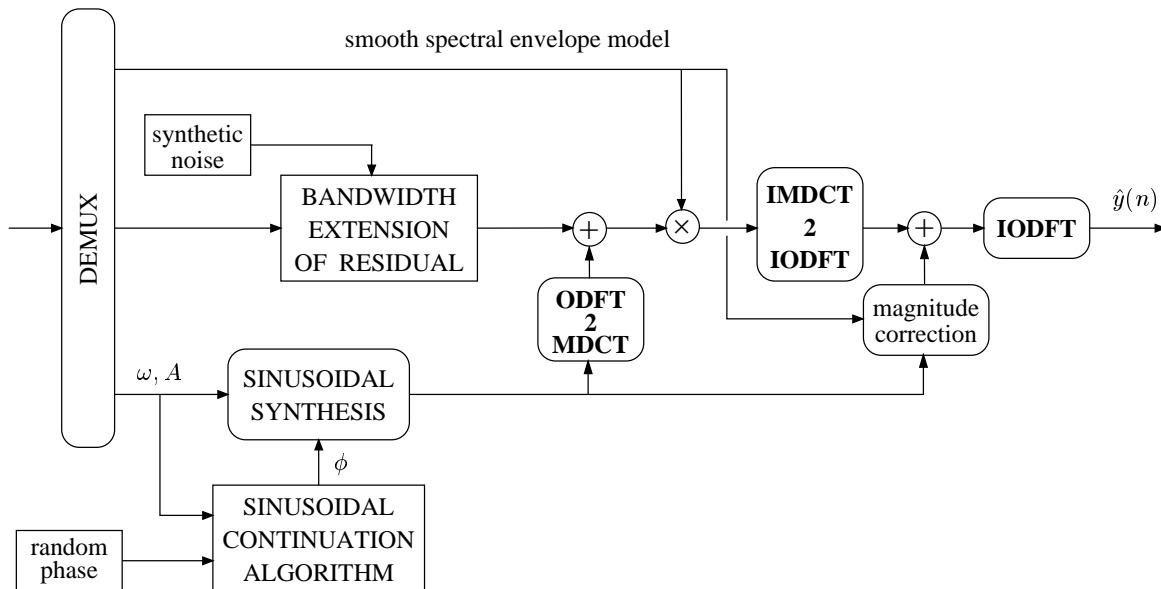 smooth spectral envelope model
synthetic
noise
DEMUX
BANDWIDTH
EXTENSION
OF RESIDUAL
+
×
IMDCT
2
IODFT
+
IODFT
ŷ(n)
ODFT
2
MDCT
magnitude
correction
ω, A
SINUSOIDAL
SYNTHESIS
ϕ
SINUSOIDAL
CONTINUATION
ALGORITHM
random
phase